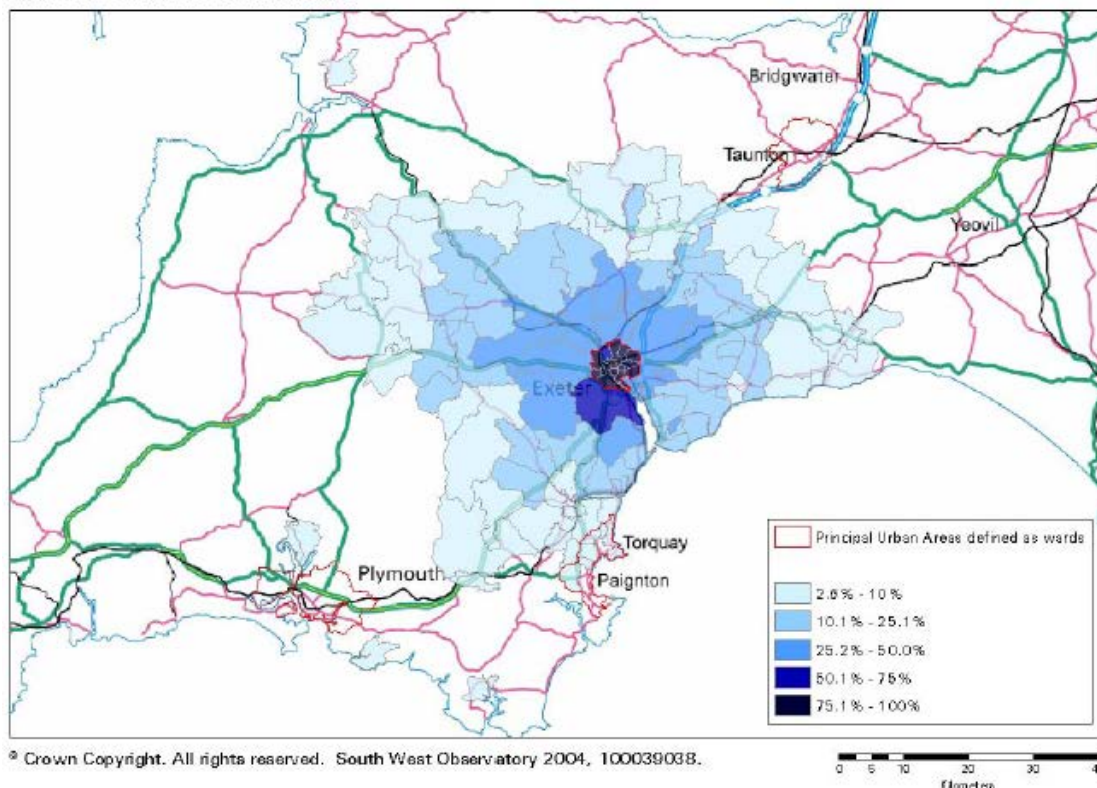 Bridgwater
Taunton
Yeovil
Exeter
Torquay
Plymouth
Paignton
Principal Urban Areas defined as wards
2.6% - 10%
10.1% - 25.1%
25.2% - 50.0%
50.1% - 75%
75.1% - 100%
© Crown Copyright. All rights reserved. South West Observatory 2004, 100039038.
0 5 10 20 30 40